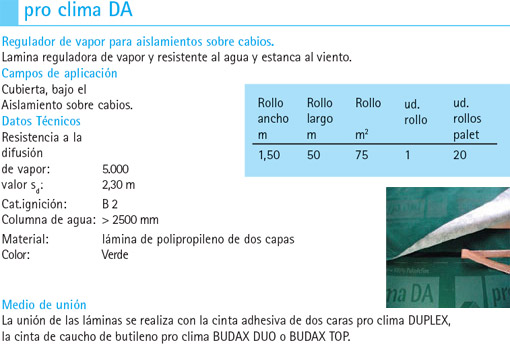 pro clima DA
Regulador de vapor para aislamientos sobre cabios.
Lamina reguladora de vapor y resistente al agua y estanca al viento.
Campos de aplicación
Cubierta, bajo el
Aislamiento sobre cabios.
Datos Técnicos
Resistencia a la
difusión
de vapor: 5.000
valor sd: 2,30 m
Cat.ignición: B 2
Columna de agua: > 2500 mm
Material: lámina de polipropileno de dos capas
Color: Verde
Rollo Rollo Rollo ud. ud.
ancho largo rollo rollos
m m m² palet
1,50 50 75 1 20
ma DA
pro
Medio de unión
La unión de las láminas se realiza con la cinta adhesiva de dos caras pro clima DUPLEX,
la cinta de caucho de butileno pro clima BUDAX DUO o BUDAX TOP.